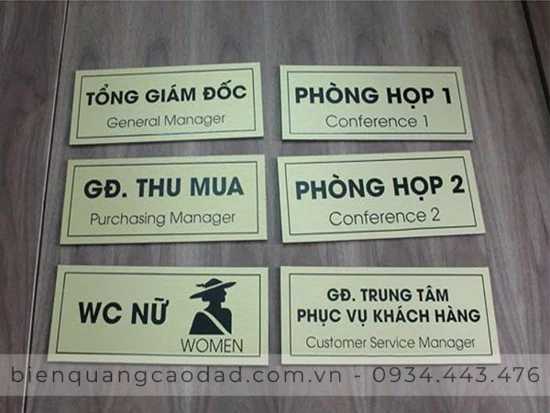 TỔNG GIÁM ĐỐC
General Manager
PHÒNG HỌP 1
Conference 1
GĐ. THU MUA
Purchasing Manager
PHÒNG HỌP 2
Conference 2
WC NỮ
WOMEN
GĐ. TRUNG TÂM
PHỤC VỤ KHÁCH HÀNG
Customer Service Manager
bienquangcaodad.com.vn - 0934.443.476